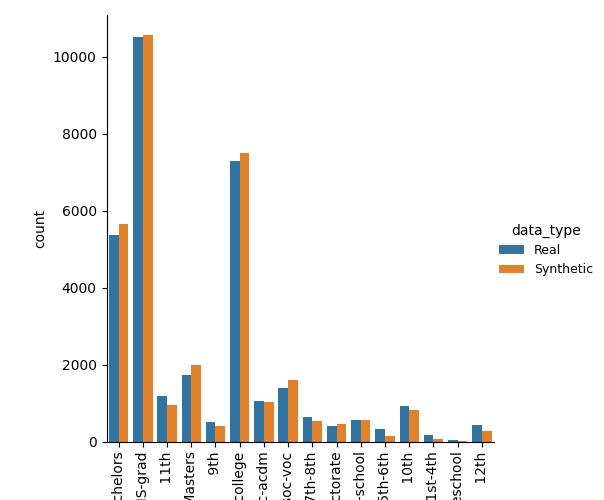 10000
8000
6000
4000
2000
0
count
chelors
IS-grad
11th
Masters
9th
college
c-acdm
soc-voc
7th-8th
ctorate
-school
5th-6th
10th
1st-4th
eschool
12th
data_type
Real
Synthetic